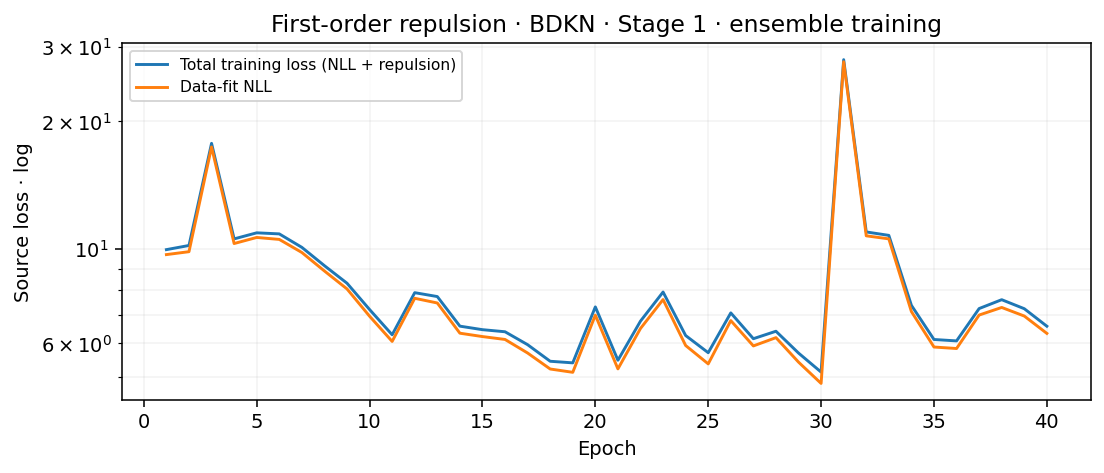 First-order repulsion · BDKN · Stage 1 · ensemble training
Total training loss (NLL + repulsion)
Data-fit NLL
Source loss · log
3 × 10¹
2 × 10¹
10¹
6 × 10⁰
0 5 10 15 20 25 30 35 40
Epoch